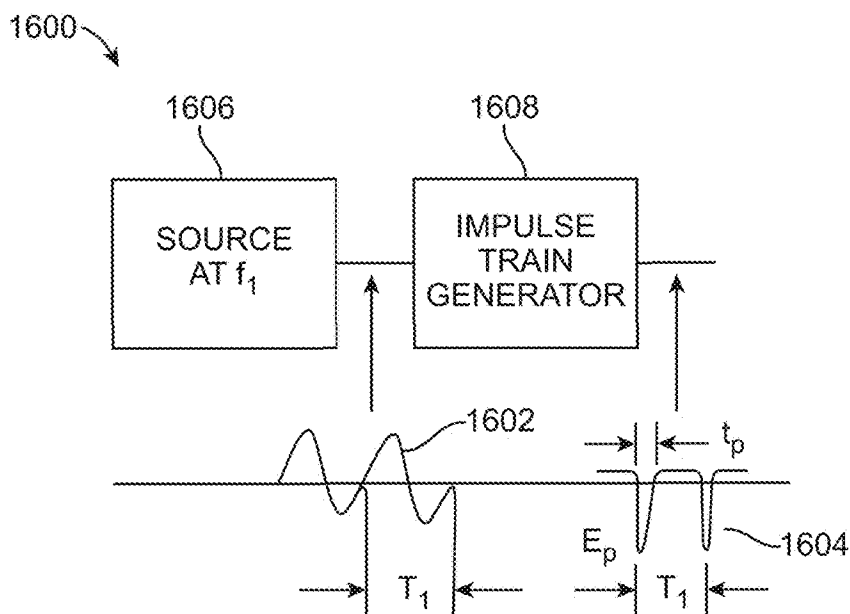 1600
1606
1608
SOURCE
AT f₁
IMPULSE
TRAIN
GENERATOR
1602
tₚ
Eₚ
1604
T₁
T₁